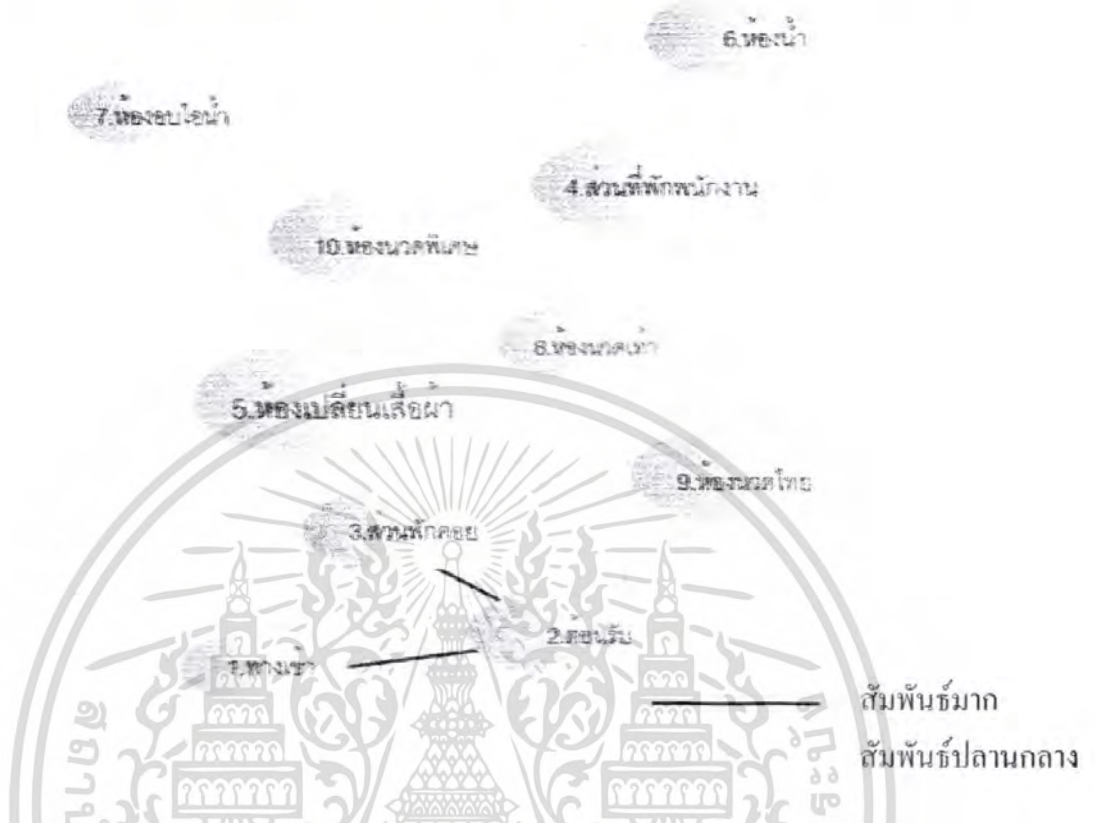 6.ห้องน้ำ
7.ห้องอบไอน้ำ
4.ส่วนที่พักพนักงาน
10.ห้องนวดพิเศษ
8.ห้องนวดเท้า
5.ห้องเปลี่ยนเสื้อผ้า
9.ห้องนวดไทย
3.ส่วนพักคอย
2.ต้อนรับ
1.ทางเข้า
สัมพันธ์มาก
สัมพันธ์ปลานกลาง